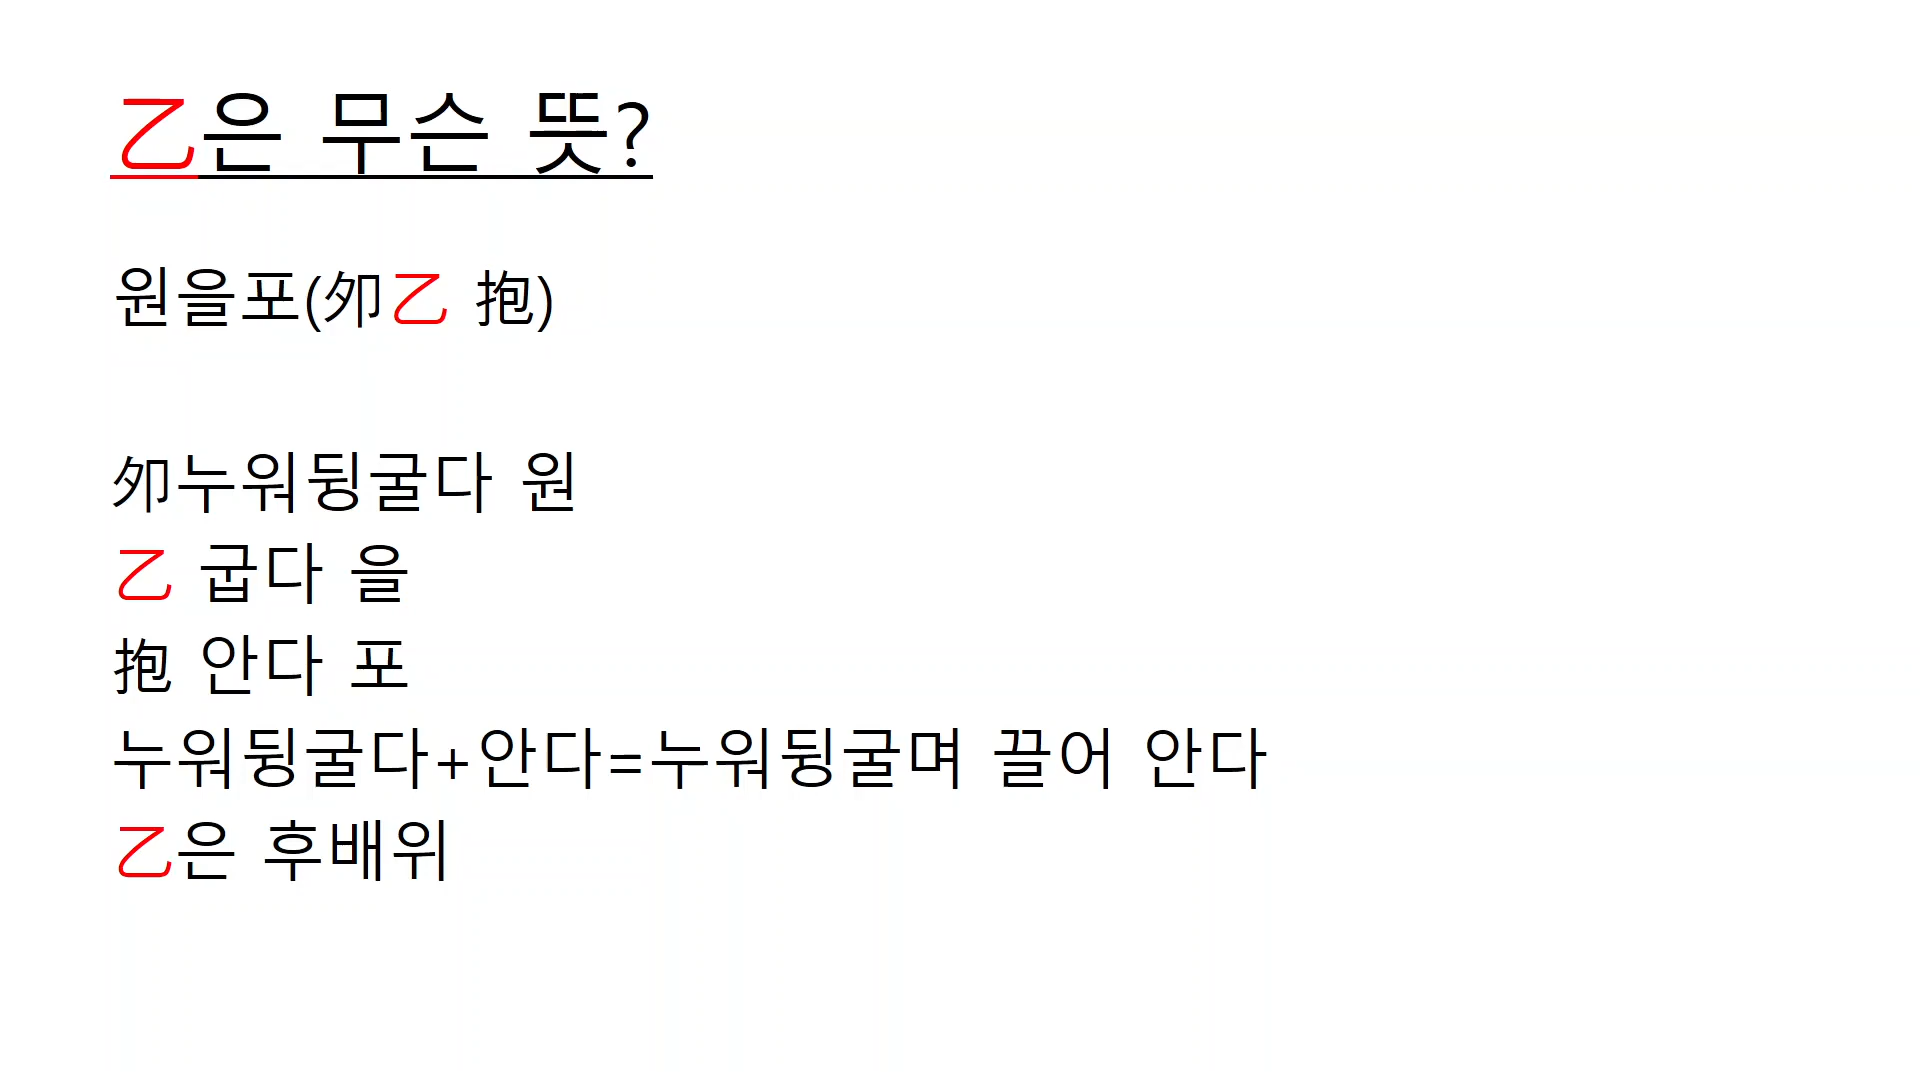 乙은 무슨 뜻?
원을포(夘乙 抱)
夘누워뒹굴다 원
乙 굽다 을
抱 안다 포
누워뒹굴다+안다=누워뒹굴며 끌어 안다
乙은 후배위